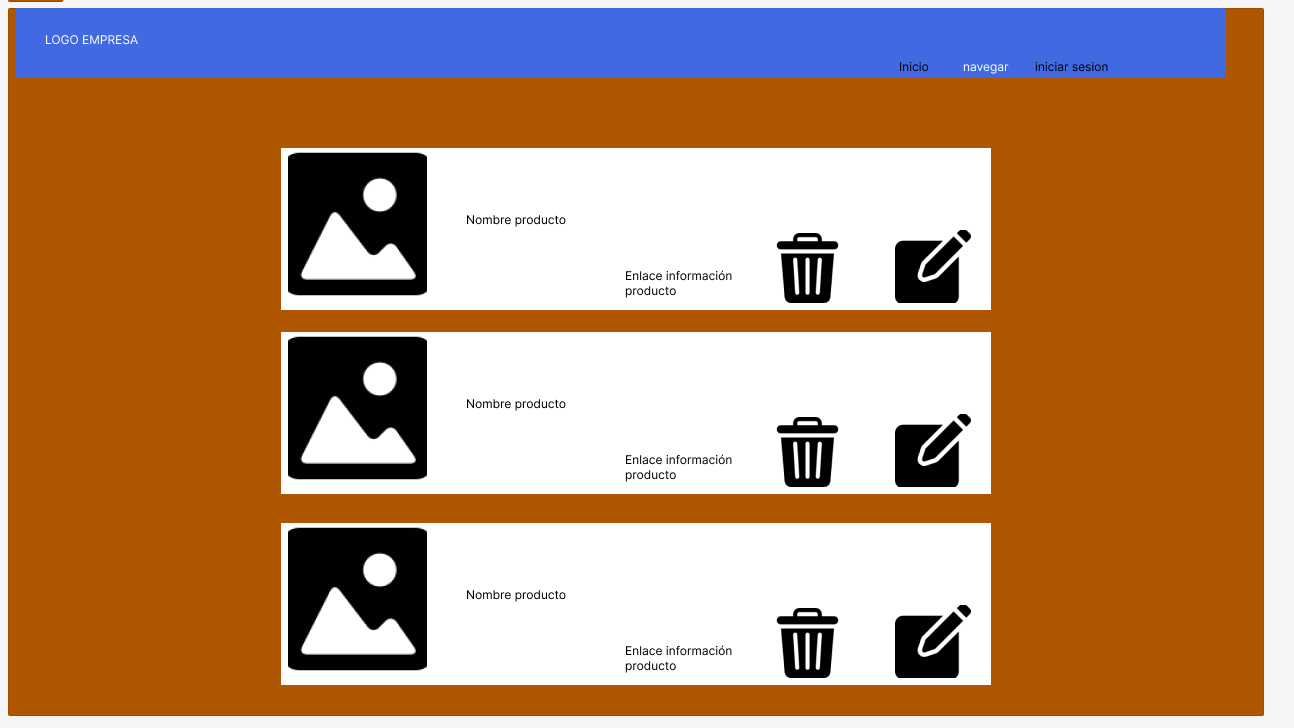 LOGO EMPRESA
Inicio navegar iniciar sesion
Nombre producto
Enlace información
producto
Nombre producto
Enlace información
producto
Nombre producto
Enlace información
producto